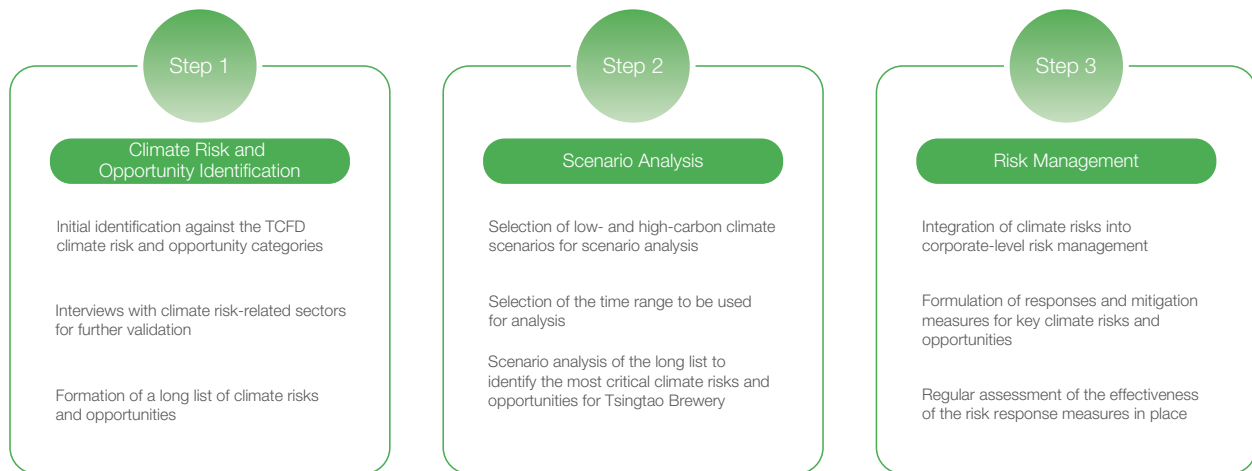 Step 1
Climate Risk and
Opportunity Identification
Initial identification against the TCFD
climate risk and opportunity categories
Interviews with climate risk-related sectors
for further validation
Formation of a long list of climate risks
and opportunities
Step 2
Scenario Analysis
Selection of low- and high-carbon climate
scenarios for scenario analysis
Selection of the time range to be used
for analysis
Scenario analysis of the long list to
identify the most critical climate risks and
opportunities for Tsingtao Brewery
Step 3
Risk Management
Integration of climate risks into
corporate-level risk management
Formulation of responses and mitigation
measures for key climate risks and
opportunities
Regular assessment of the effectiveness
of the risk response measures in place